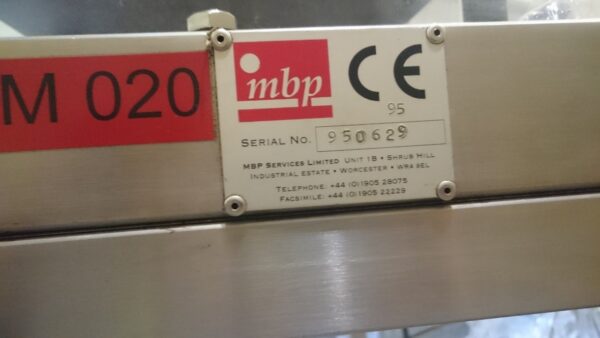 M 020
mbp
CE
95
SERIAL NO. 950629
MBP SERVICES LIMITED UNIT 1B • SHRUB HILL
INDUSTRIAL ESTATE • WORCESTER • WR4 9EL
TELEPHONE: +44 (0)1905 28075
FACSIMILE: +44 (0)1905 22229